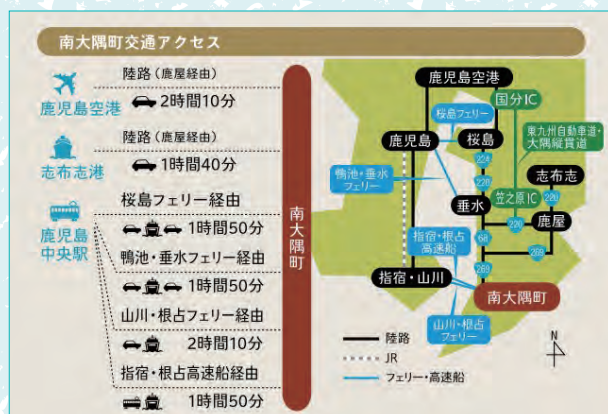 南大隅町交通アクセス
鹿児島空港
陸路（鹿屋経由）
2時間10分
志布志港
陸路（鹿屋経由）
1時間40分
鹿児島
中央駅
桜島フェリー経由
1時間50分
鴨池・垂水フェリー経由
1時間50分
山川・根占フェリー経由
2時間10分
指宿・根占高速船経由
1時間50分
南大隅町
鹿児島空港
国分IC
桜島フェリー
鹿児島
桜島
東九州自動車道・
大隅縦貫道
224
志布志
鴨池・垂水
フェリー
220
笠之原IC
220
垂水
220
鹿屋
指宿・根占
高速船
68
269
指宿・山川
269
南大隅町
山川・根占
フェリー
陸路
JR
フェリー・高速船
N